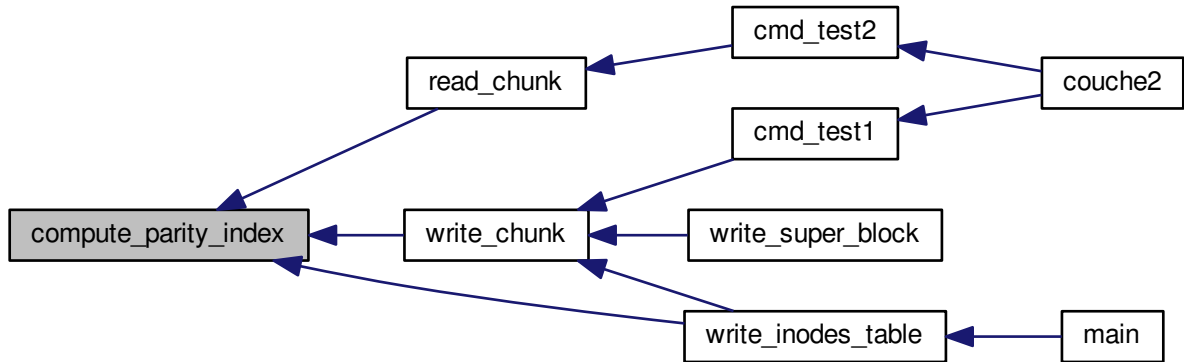 cmd_test2
read_chunk
couche2
cmd_test1
compute_parity_index
write_chunk
write_super_block
write_inodes_table
main